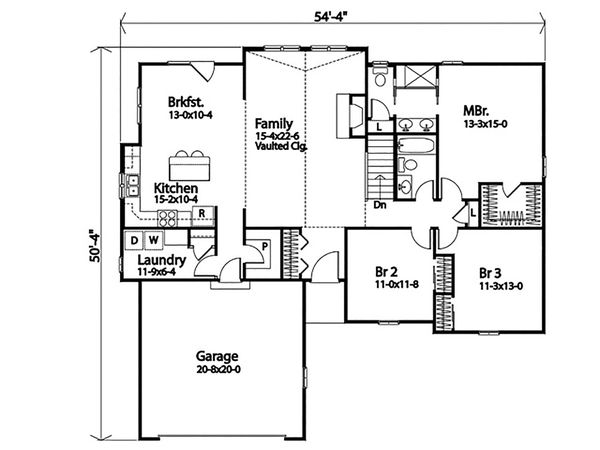 54'-4"
Brkfst.
13-0x10-4
Family
15-4x22-6
Vaulted Clg.
L
MBr.
13-3x15-0
Kitchen
15-2x10-4
R
Dn
L
50'-4"
D W
P
Laundry
11-9x6-4
Br 2
11-0x11-8
Br 3
11-3x13-0
Garage
20-8x20-0